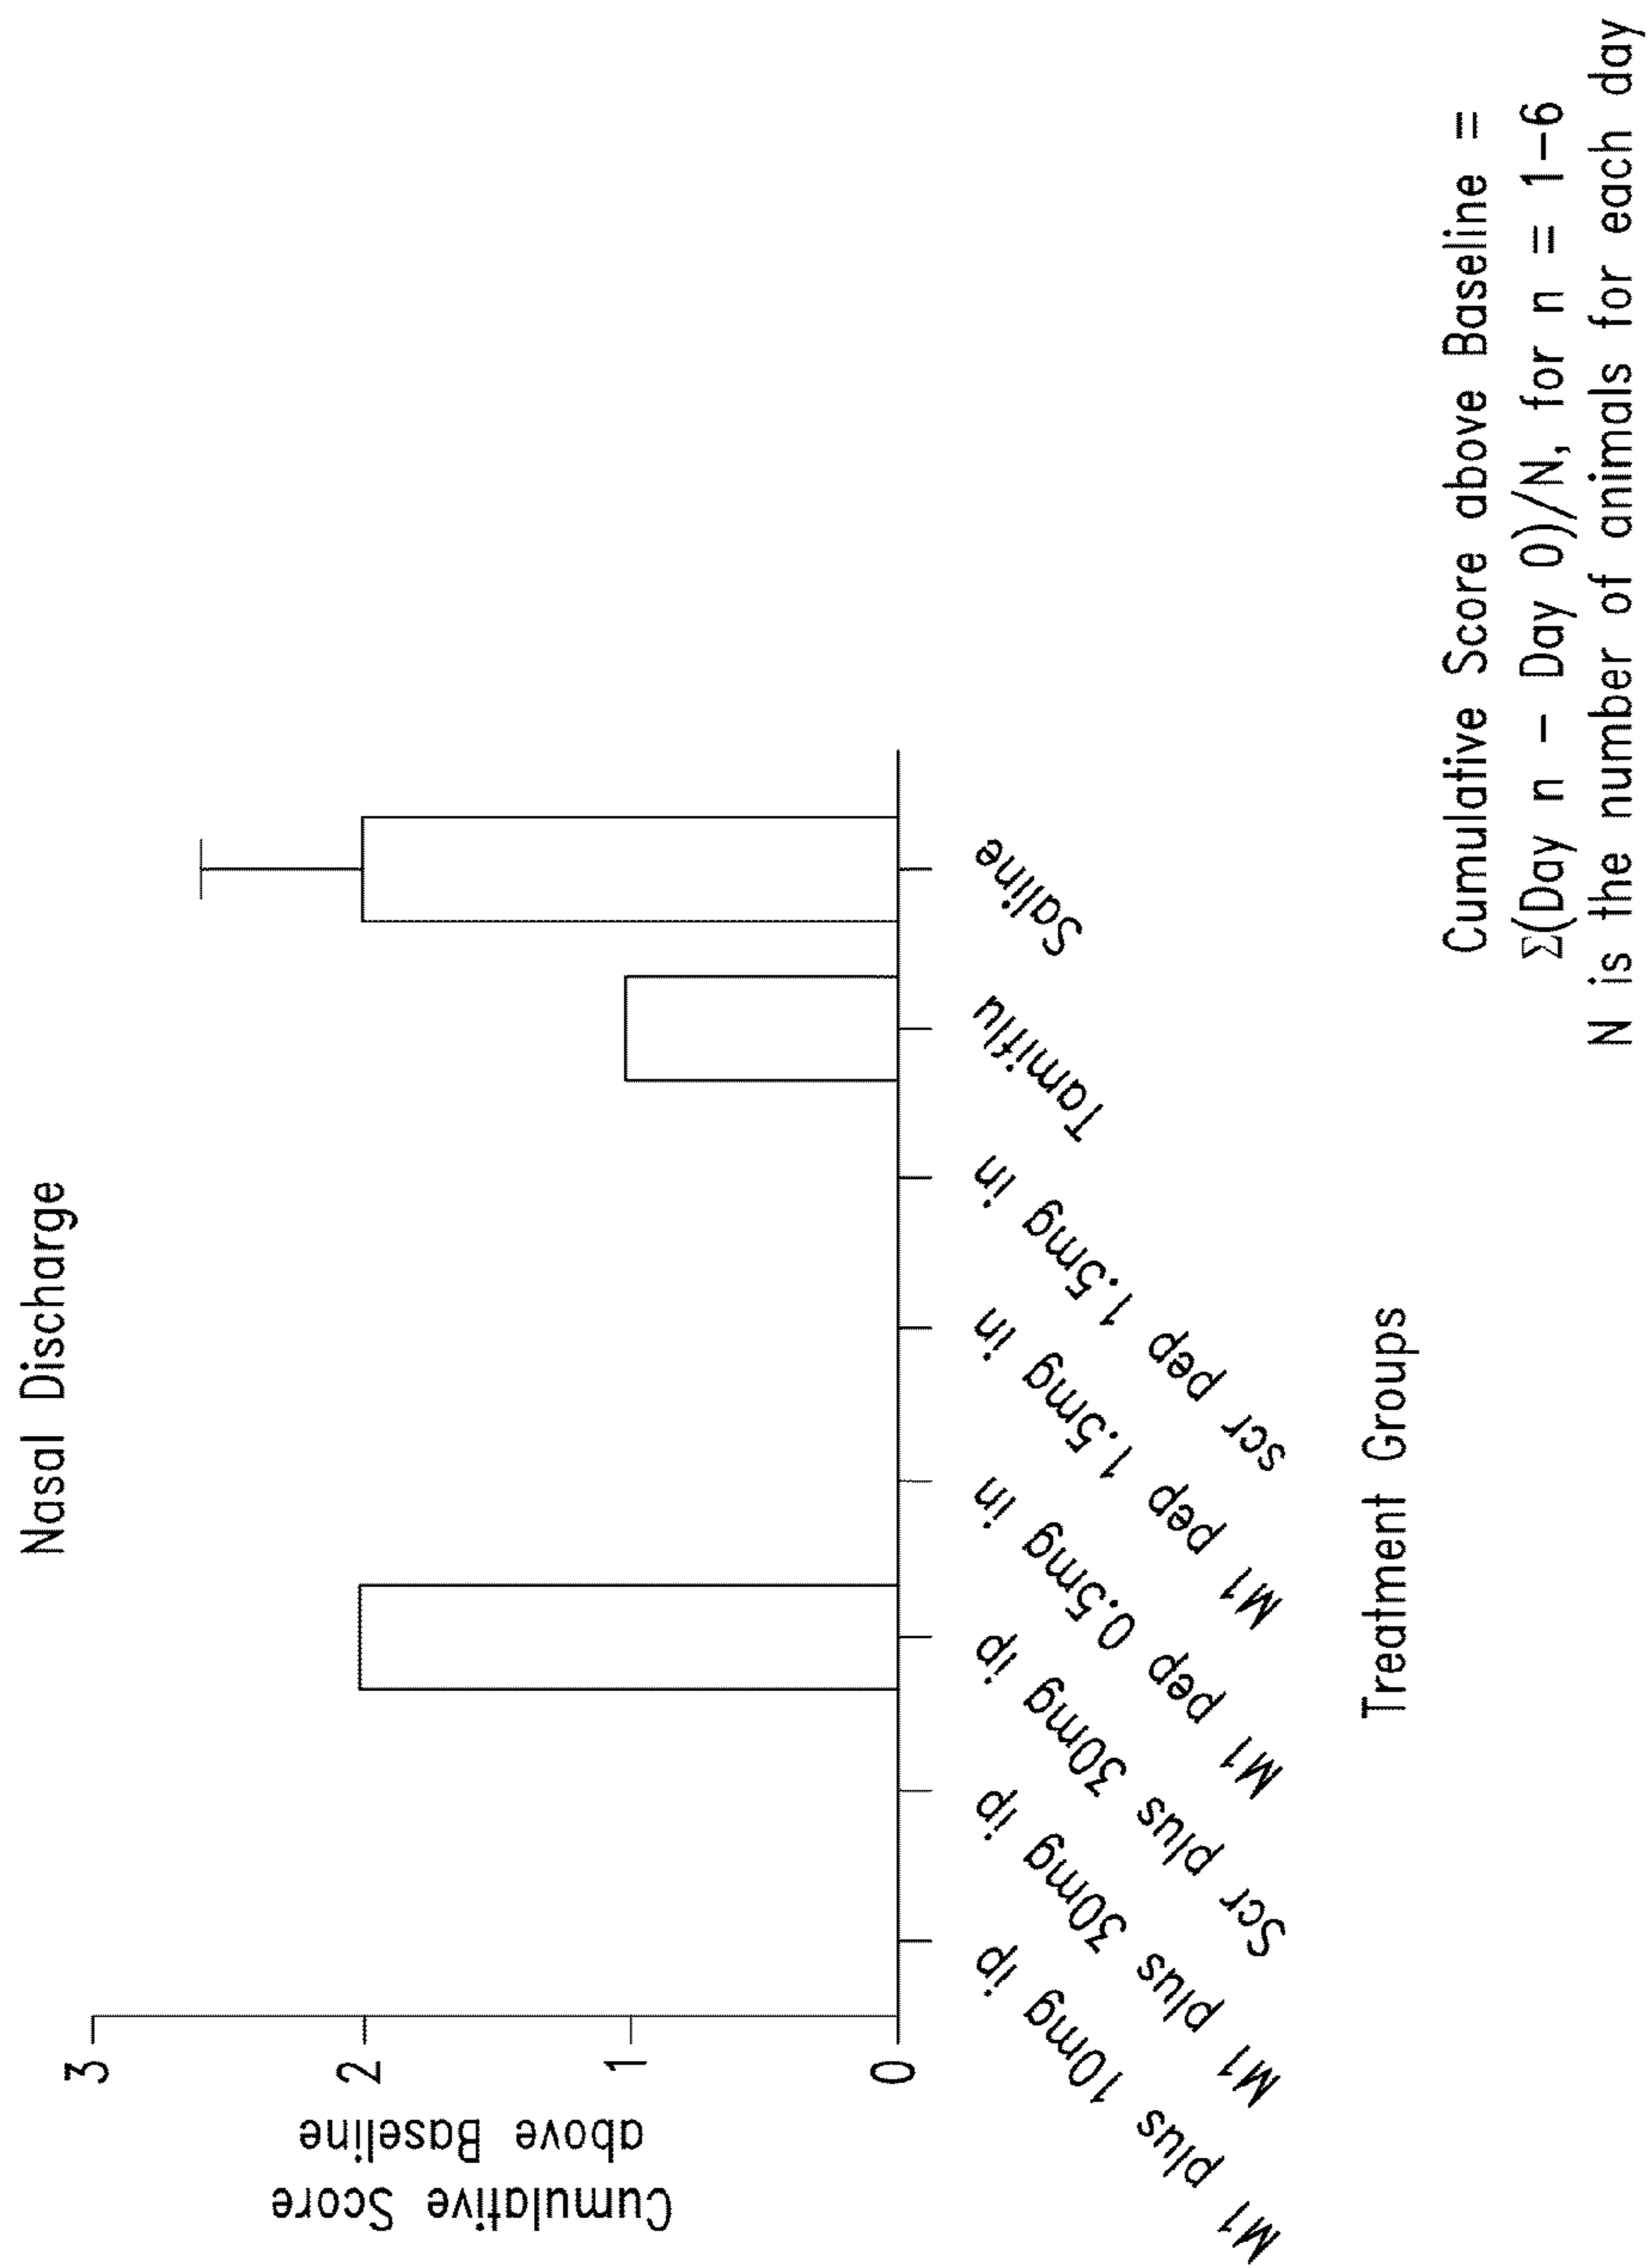 Nasal Discharge
Cumulative Score
above Baseline
3
2
1
0
M1 plus 10mg ip
M1 plus 30mg ip
Scr plus 30mg ip
M1 pep 0.5mg in
M1 pep 1.5mg in
scr pep 1.5mg in
Tamiflu
Saline
Treatment Groups
Cumulative Score above Baseline =
Σ(Day n – Day 0)/N, for n = 1–6
N is the number of animals for each day